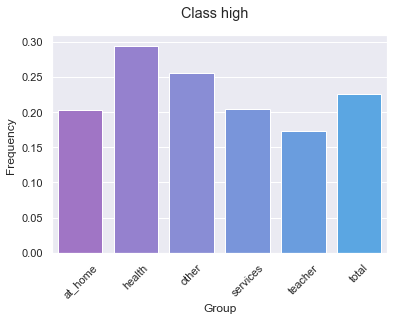 Class high
0.30
0.25
0.20
0.15
0.10
0.05
0.00
Frequency
at_home
health
other
services
teacher
total
Group